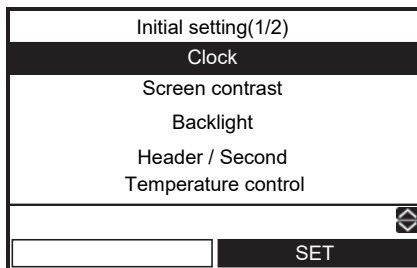 Initial setting(1/2)
Clock
Screen contrast
Backlight
Header / Second
Temperature control
SET